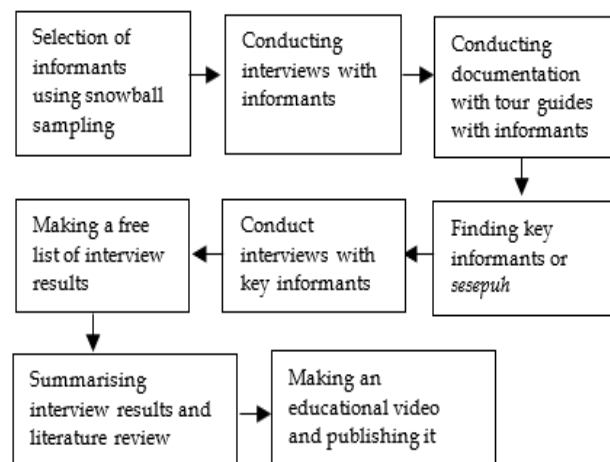 Selection of
informants
using snowball
sampling
Conducting
interviews with
informants
Conducting
documentation
with tour guides
with informants
Finding key
informants or
sesepuh
Conduct
interviews with
key informants
Making a free
list of interview
results
Summarising
interview results and
literature review
Making an
educational video
and publishing it